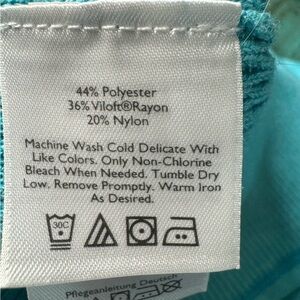 44% Polyester
36% Viloft®Rayon
20% Nylon
Machine Wash Cold Delicate With
Like Colors. Only Non-Chlorine
Bleach When Needed. Tumble Dry
Low. Remove Promptly. Warm Iron
As Desired.
30C
Pflegeanleitung Deutsch